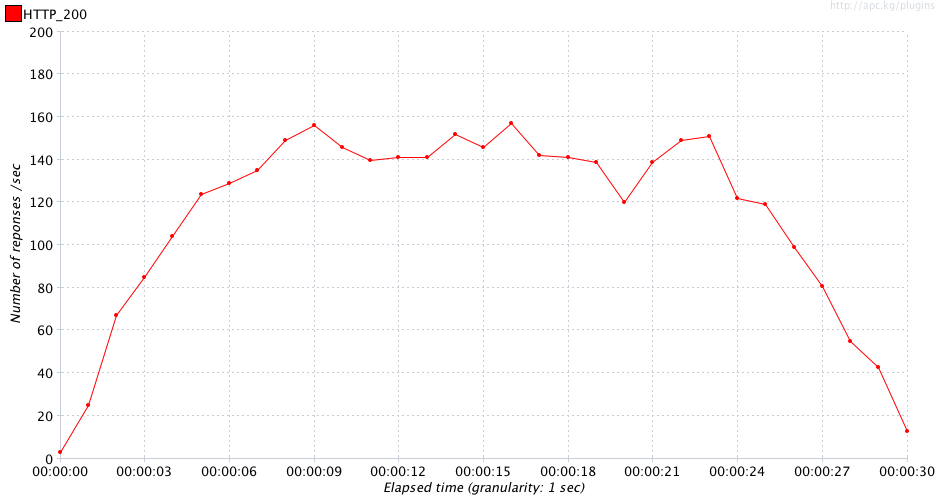 http://apc.kg/plugins
HTTP_200
200
180
160
140
120
100
80
60
40
20
0
Number of reponses /sec
00:00:00 00:00:03 00:00:06 00:00:09 00:00:12 00:00:15 00:00:18 00:00:21 00:00:24 00:00:27 00:00:30
Elapsed time (granularity: 1 sec)